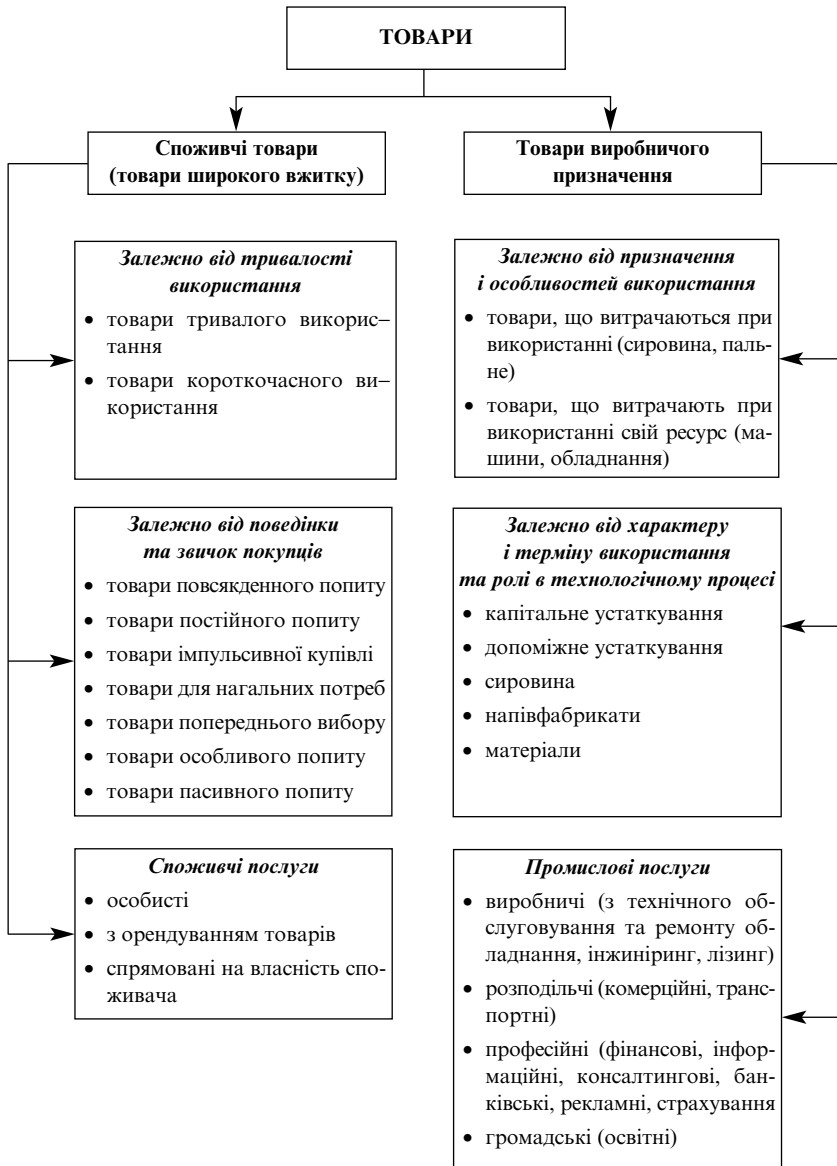 ТОВАРИ
Споживчі товари
(товари широкого вжитку)
Товари виробничого
призначення
Залежно від тривалості
використання
• товари тривалого викорис–
тання
• товари короткочасного ви–
користання
Залежно від призначення
і особливостей використання
• товари, що витрачаються при
використанні (сировина, паль-
не)
• товари, що витрачають при
використанні свій ресурс (ма-
шини, обладнання)
Залежно від поведінки
та звичок покупців
• товари повсякденного попиту
• товари постійного попиту
• товари імпульсивної купівлі
• товари для нагальних потреб
• товари попереднього вибору
• товари особливого попиту
• товари пасивного попиту
Залежно від характеру
і терміну використання
та ролі в технологічному процесі
• капітальне устаткування
• допоміжне устаткування
• сировина
• напівфабрикати
• матеріали
Споживчі послуги
• особисті
• з орендуванням товарів
• спрямовані на власність спо-
живача
Промислові послуги
• виробничі (з технічного об-
слуговування та ремонту об-
ладнання, інжиніринг, лізинг)
• розподільчі (комерційні, транс-
портні)
• професійні (фінансові, інфор-
маційні, консалтингові, бан-
ківські, рекламні, страхування
• громадські (освітні)